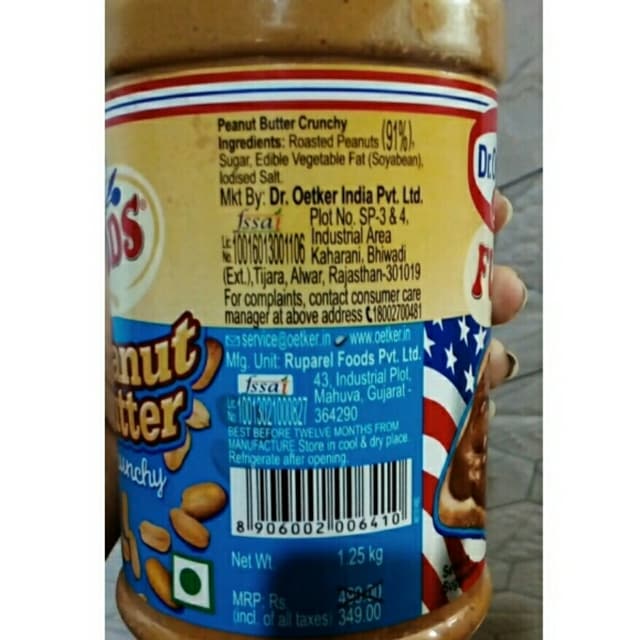 Peanut Butter Crunchy
Ingredients: Roasted Peanuts (91%),
Sugar, Edible Vegetable Fat (Soyabean),
Iodised Salt.
Mkt By: Dr. Oetker India Pvt. Ltd.
fssai Plot No. SP-3 & 4,
Lic. No. 10016013001106 Industrial Area
Kaharani, Bhiwadi
(Ext.), Tijara, Alwar, Rajasthan-301019
For complaints, contact consumer care
manager at above address 18002700481
service@oetker.in www.oetker.in
Mfg. Unit: Ruparel Foods Pvt. Ltd.
fssai 43, Industrial Plot,
Mahuva, Gujarat -
Lic. No. 10013021000827 364290
BEST BEFORE TWELVE MONTHS FROM
MANUFACTURE Store in cool & dry place.
Refrigerate after opening.
8 906002 006410
Net Wt 1.25 kg
MRP: Rs. 499.00
(incl. of all taxes) 349.00
DS
anut
tter
unchy
Dr.
F